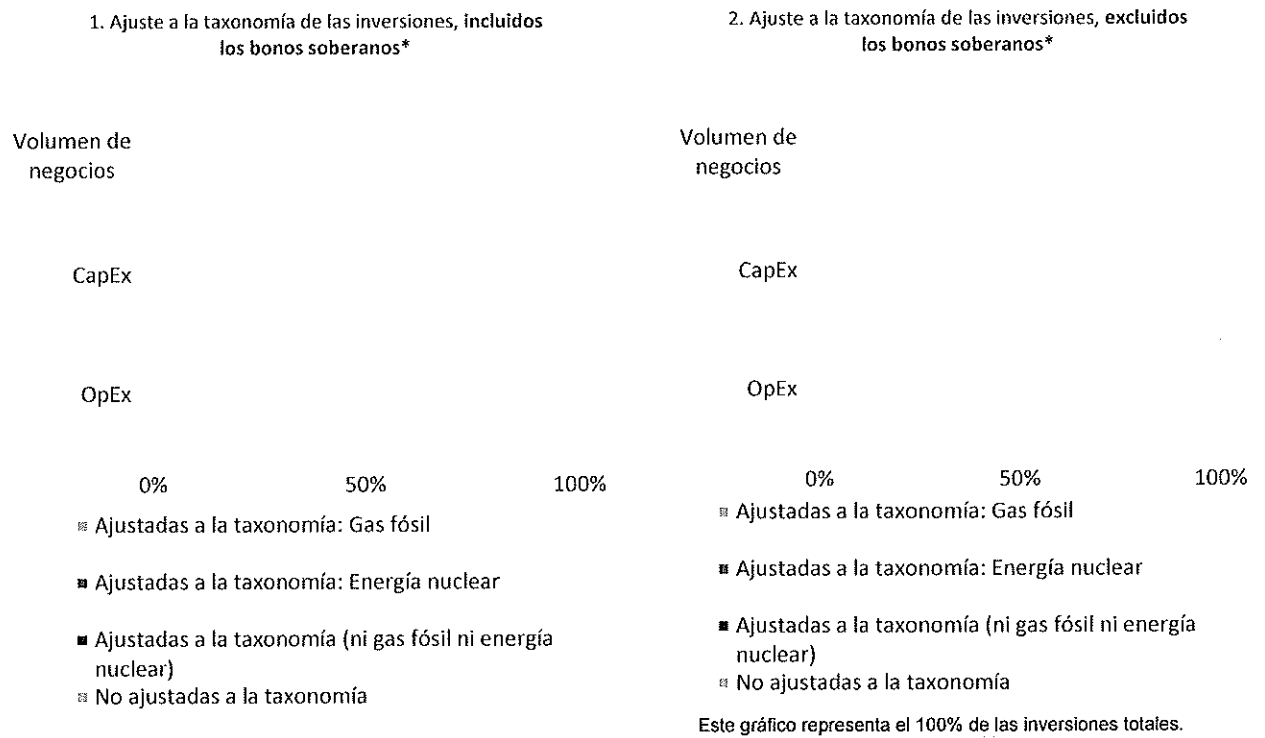 1. Ajuste a la taxonomía de las inversiones, incluidos
los bonos soberanos*
Volumen de
negocios
CapEx
OpEx
0% 50% 100%
Ajustadas a la taxonomía: Gas fósil
Ajustadas a la taxonomía: Energía nuclear
Ajustadas a la taxonomía (ni gas fósil ni energía
nuclear)
No ajustadas a la taxonomía
2. Ajuste a la taxonomía de las inversiones, excluidos
los bonos soberanos*
Volumen de
negocios
CapEx
OpEx
0% 50% 100%
Ajustadas a la taxonomía: Gas fósil
Ajustadas a la taxonomía: Energía nuclear
Ajustadas a la taxonomía (ni gas fósil ni energía
nuclear)
No ajustadas a la taxonomía
Este gráfico representa el 100% de las inversiones totales.